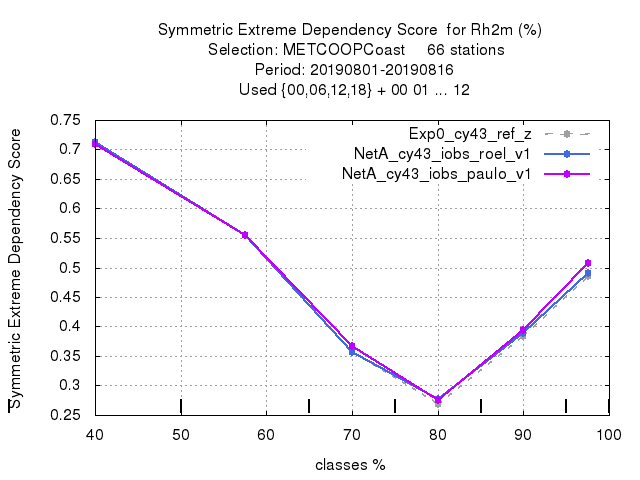 Symmetric Extreme Dependency Score for Rh2m (%)
Selection: METCOOPCoast 66 stations
Period: 20190801-20190816
Used {00,06,12,18} + 00 01 ... 12
Symmetric Extreme Dependency Score
0.75
0.7
0.65
0.6
0.55
0.5
0.45
0.4
0.35
0.3
0.25
Exp0_cy43_ref_z
NetA_cy43_iobs_roel_v1
NetA_cy43_iobs_paulo_v1
40 50 60 70 80 90 100
classes %